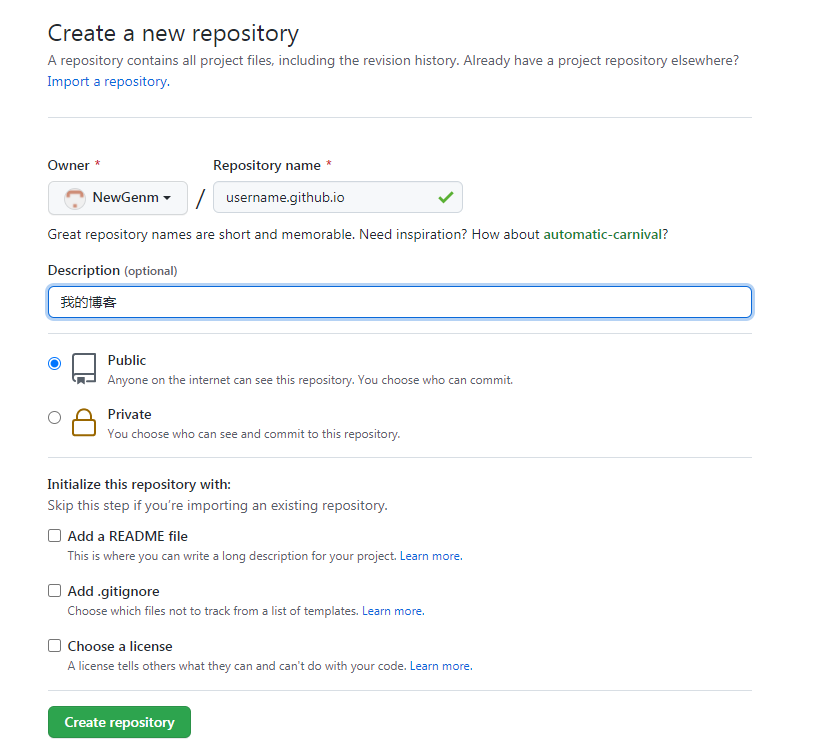 Create a new repository
A repository contains all project files, including the revision history. Already have a project repository elsewhere?
Import a repository.
Owner *
Repository name *
NewGenm
/
username.github.io
Great repository names are short and memorable. Need inspiration? How about automatic-carnival?
Description (optional)
我的博客
Public
Anyone on the internet can see this repository. You choose who can commit.
Private
You choose who can see and commit to this repository.
Initialize this repository with:
Skip this step if you're importing an existing repository.
Add a README file
This is where you can write a long description for your project. Learn more.
Add .gitignore
Choose which files not to track from a list of templates. Learn more.
Choose a license
A license tells others what they can and can't do with your code. Learn more.
Create repository